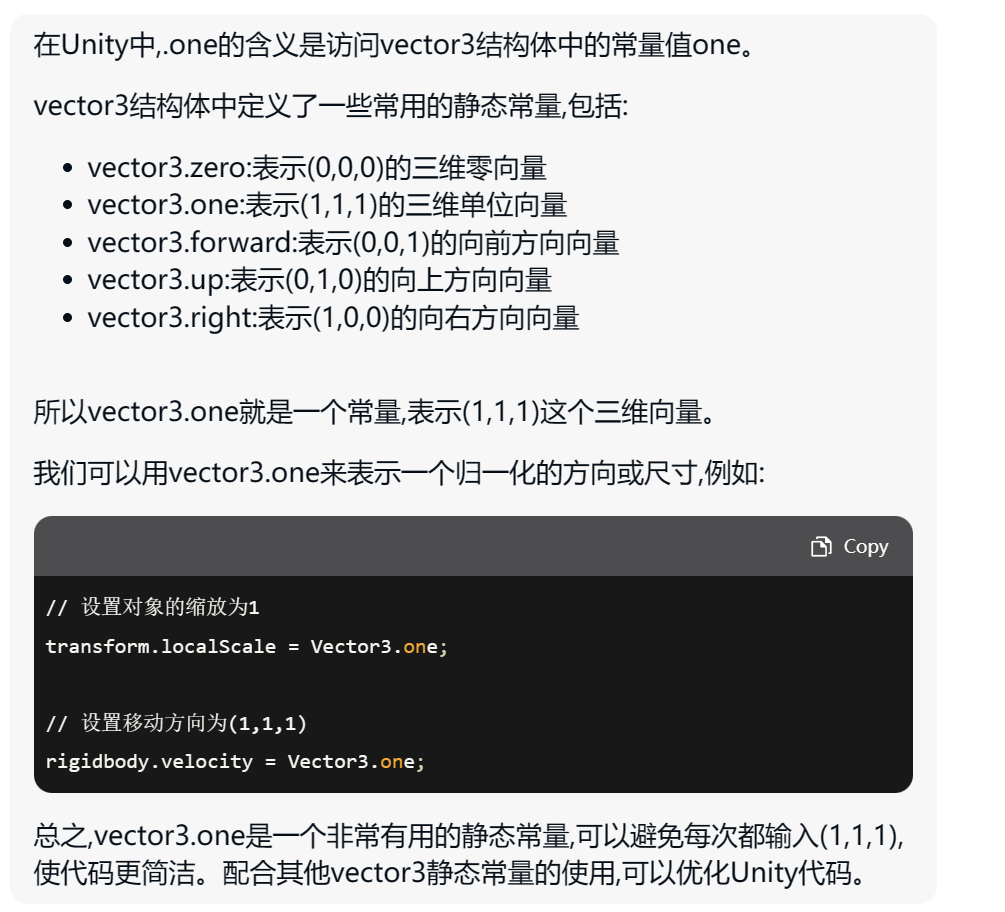 在Unity中,.one的含义是访问vector3结构体中的常量值one。
vector3结构体中定义了一些常用的静态常量,包括:
• vector3.zero:表示(0,0,0)的三维零向量
• vector3.one:表示(1,1,1)的三维单位向量
• vector3.forward:表示(0,0,1)的向前方向向量
• vector3.up:表示(0,1,0)的向上方向向量
• vector3.right:表示(1,0,0)的向右方向向量
所以vector3.one就是一个常量,表示(1,1,1)这个三维向量。
我们可以用vector3.one来表示一个归一化的方向或尺寸,例如:
Copy
// 设置对象的缩放为1
transform.localScale = Vector3.one;
// 设置移动方向为(1,1,1)
rigidbody.velocity = Vector3.one;
总之,vector3.one是一个非常有用的静态常量,可以避免每次都输入(1,1,1),
使代码更简洁。配合其他vector3静态常量的使用,可以优化Unity代码。